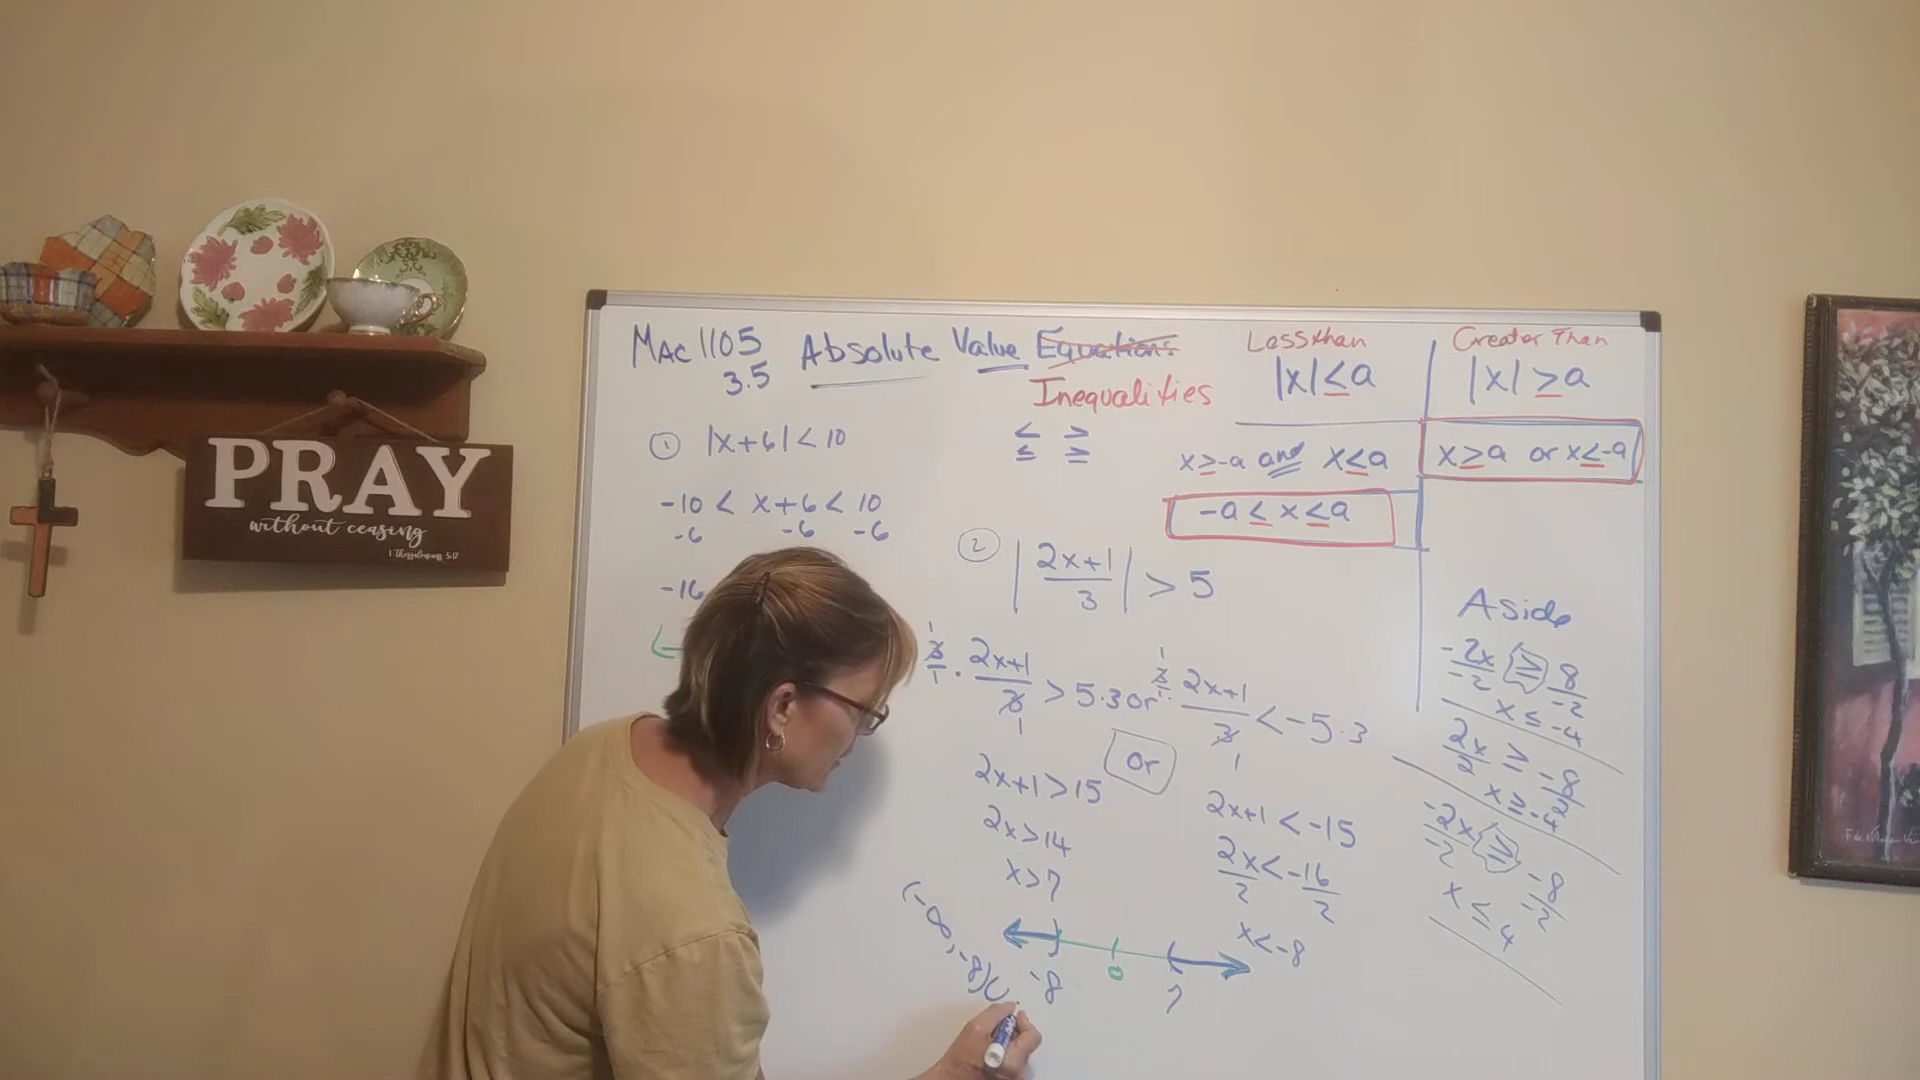 PRAY
without ceasing
1 Thessalonians 5:17
MAC 1105 Absolute Value Equations
3.5
Inequalities
< >
≤ ≥
Less than
|x| ≤ a
x ≥ -a and x ≤ a
-a ≤ x ≤ a
Greater Than
|x| ≥ a
x ≥ a or x ≤ -a
① |x+6| < 10
-10 < x+6 < 10
-6 -6 -6
-16
② |2x+1/3| > 5
3/1 · 2x+1/3 > 5·3 or 3/1 · 2x+1/3 < -5·3
1 1 1 1
or
2x+1 > 15
2x > 14
x > 7
2x+1 < -15
2x/2 < -16/2
x < -8
-8 0 7
(-∞, -8) ∪
Aside
-2x/-2 ≥ 8/-2
x ≤ -4
2x/2 ≥ -8/2
x ≥ -4
-2x/-2 ≥ -8/-2
x ≤ 4